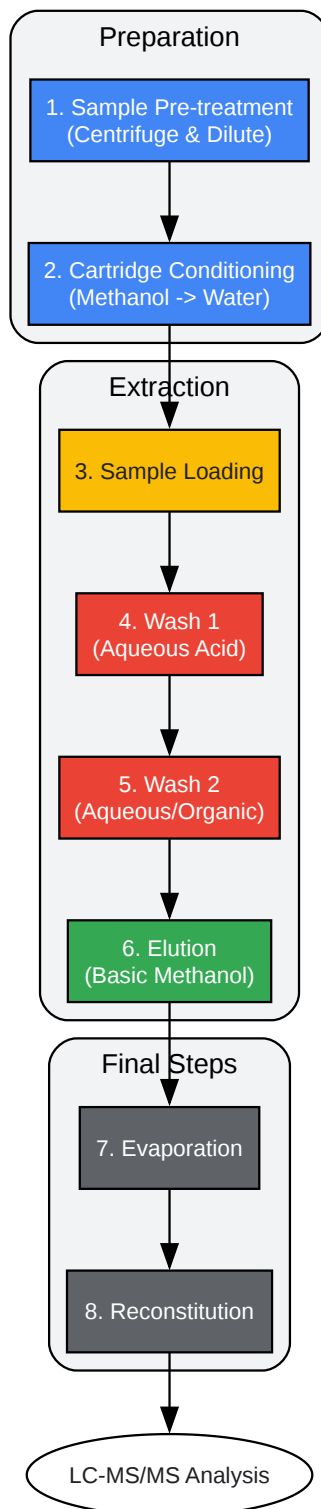 Preparation
1. Sample Pre-treatment
(Centrifuge & Dilute)
2. Cartridge Conditioning
(Methanol -> Water)
Extraction
3. Sample Loading
4. Wash 1
(Aqueous Acid)
5. Wash 2
(Aqueous/Organic)
6. Elution
(Basic Methanol)
Final Steps
7. Evaporation
8. Reconstitution
LC-MS/MS Analysis